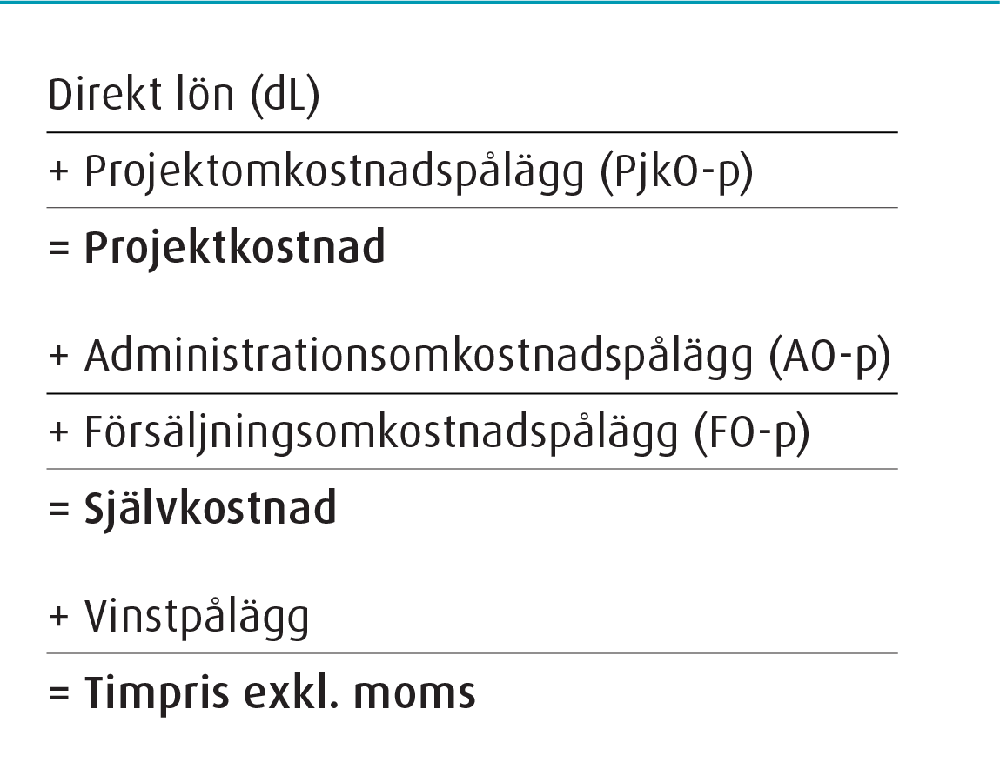 Direkt lön (dL)
+ Projektomkostnadspålägg (PjkO-p)
= Projektkostnad
+ Administrationsomkostnadspålägg (AO-p)
+ Försäljningsomkostnadspålägg (FO-p)
= Självkostnad
+ Vinstpålägg
= Timpris exkl. moms